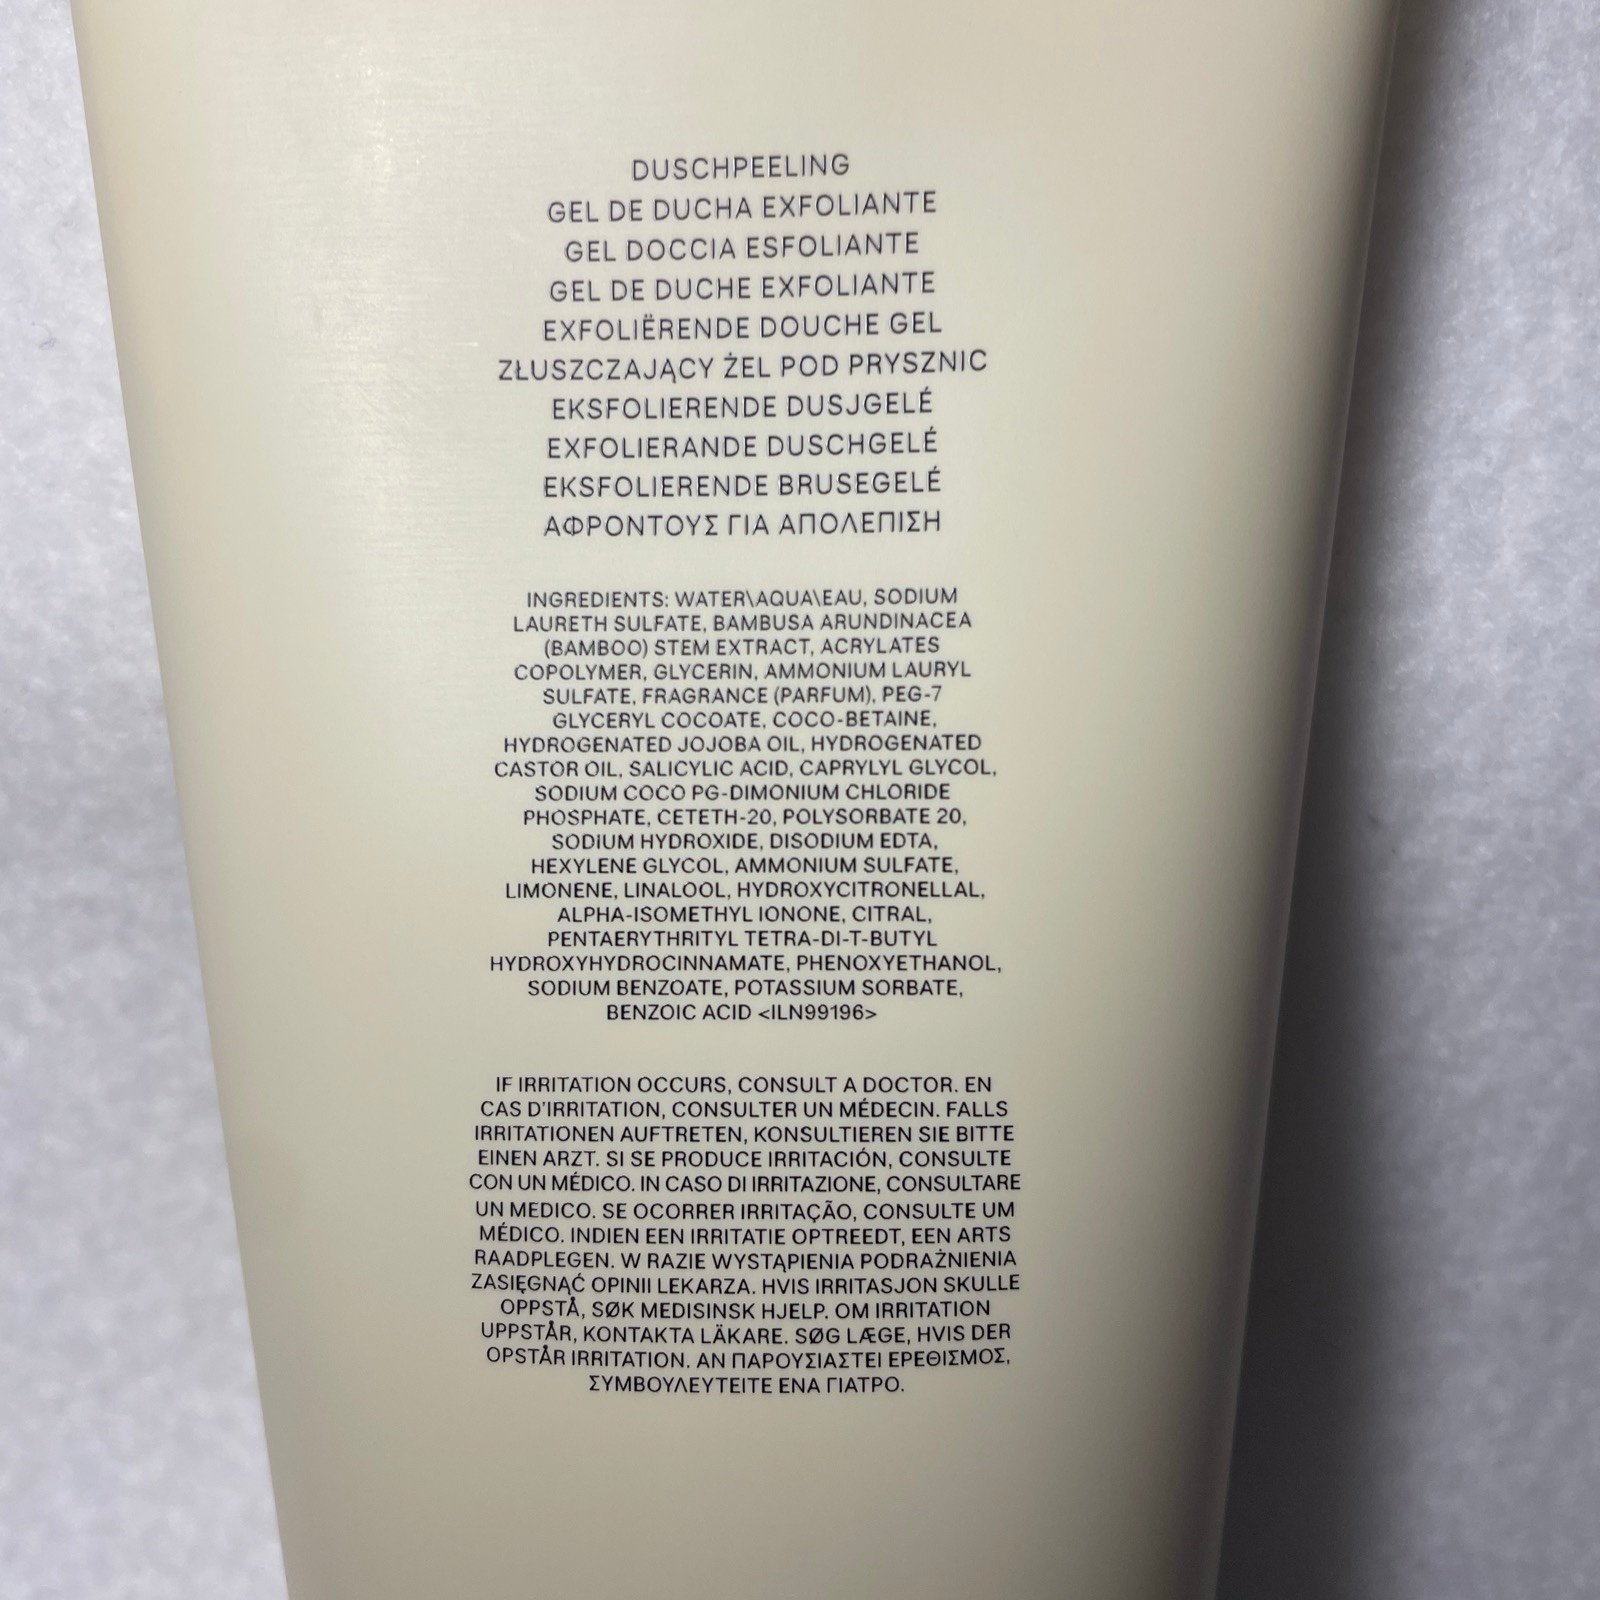 DUSCHPEELING
GEL DE DUCHA EXFOLIANTE
GEL DOCCIA ESFOLIANTE
GEL DE DUCHE EXFOLIANTE
EXFOLIËRENDE DOUCHE GEL
ZŁUSZCZAJĄCY ŻEL POD PRYSZNIC
EKSFOLIERENDE DUSJGELÉ
EXFOLIERANDE DUSCHGELÉ
EKSFOLIERENDE BRUSEGELÉ
ΑΦΡΟΝΤΟΥΣ ΓΙΑ ΑΠΟΛΕΠΙΣΗ
INGREDIENTS: WATER\AQUA\EAU, SODIUM
LAURETH SULFATE, BAMBUSA ARUNDINACEA
(BAMBOO) STEM EXTRACT, ACRYLATES
COPOLYMER, GLYCERIN, AMMONIUM LAURYL
SULFATE, FRAGRANCE (PARFUM), PEG-7
GLYCERYL COCOATE, COCO-BETAINE,
HYDROGENATED JOJOBA OIL, HYDROGENATED
CASTOR OIL, SALICYLIC ACID, CAPRYLYL GLYCOL,
SODIUM COCO PG-DIMONIUM CHLORIDE
PHOSPHATE, CETETH-20, POLYSORBATE 20,
SODIUM HYDROXIDE, DISODIUM EDTA,
HEXYLENE GLYCOL, AMMONIUM SULFATE,
LIMONENE, LINALOOL, HYDROXYCITRONELLAL,
ALPHA-ISOMETHYL IONONE, CITRAL,
PENTAERYTHRITYL TETRA-DI-T-BUTYL
HYDROXYHYDROCINNAMATE, PHENOXYETHANOL,
SODIUM BENZOATE, POTASSIUM SORBATE,
BENZOIC ACID <ILN99196>
IF IRRITATION OCCURS, CONSULT A DOCTOR. EN
CAS D'IRRITATION, CONSULTER UN MÉDECIN. FALLS
IRRITATIONEN AUFTRETEN, KONSULTIEREN SIE BITTE
EINEN ARZT. SI SE PRODUCE IRRITACIÓN, CONSULTE
CON UN MÉDICO. IN CASO DI IRRITAZIONE, CONSULTARE
UN MEDICO. SE OCORRER IRRITAÇÃO, CONSULTE UM
MÉDICO. INDIEN EEN IRRITATIE OPTREEDT, EEN ARTS
RAADPLEGEN. W RAZIE WYSTĄPIENIA PODRAŻNIENIA
ZASIĘGNĄĆ OPINII LEKARZA. HVIS IRRITASJON SKULLE
OPPSTÅ, SØK MEDISINSK HJELP. OM IRRITATION
UPPSTÅR, KONTAKTA LÄKARE. SØG LÆGE, HVIS DER
OPSTÅR IRRITATION. ΑΝ ΠΑΡΟΥΣΙΑΣΤΕΙ ΕΡΕΘΙΣΜΟΣ,
ΣΥΜΒΟΥΛΕΥΤΕΙΤΕ ΕΝΑ ΓΙΑΤΡΟ.